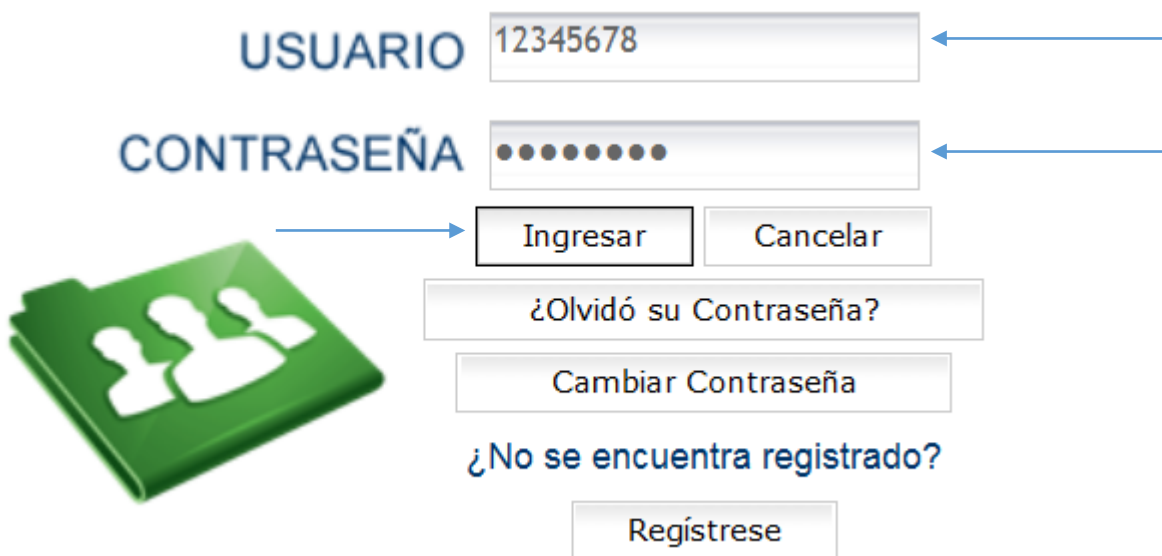 USUARIO 12345678
CONTRASEÑA ●●●●●●●●
Ingresar Cancelar
¿Olvidó su Contraseña?
Cambiar Contraseña
¿No se encuentra registrado?
Regístrese